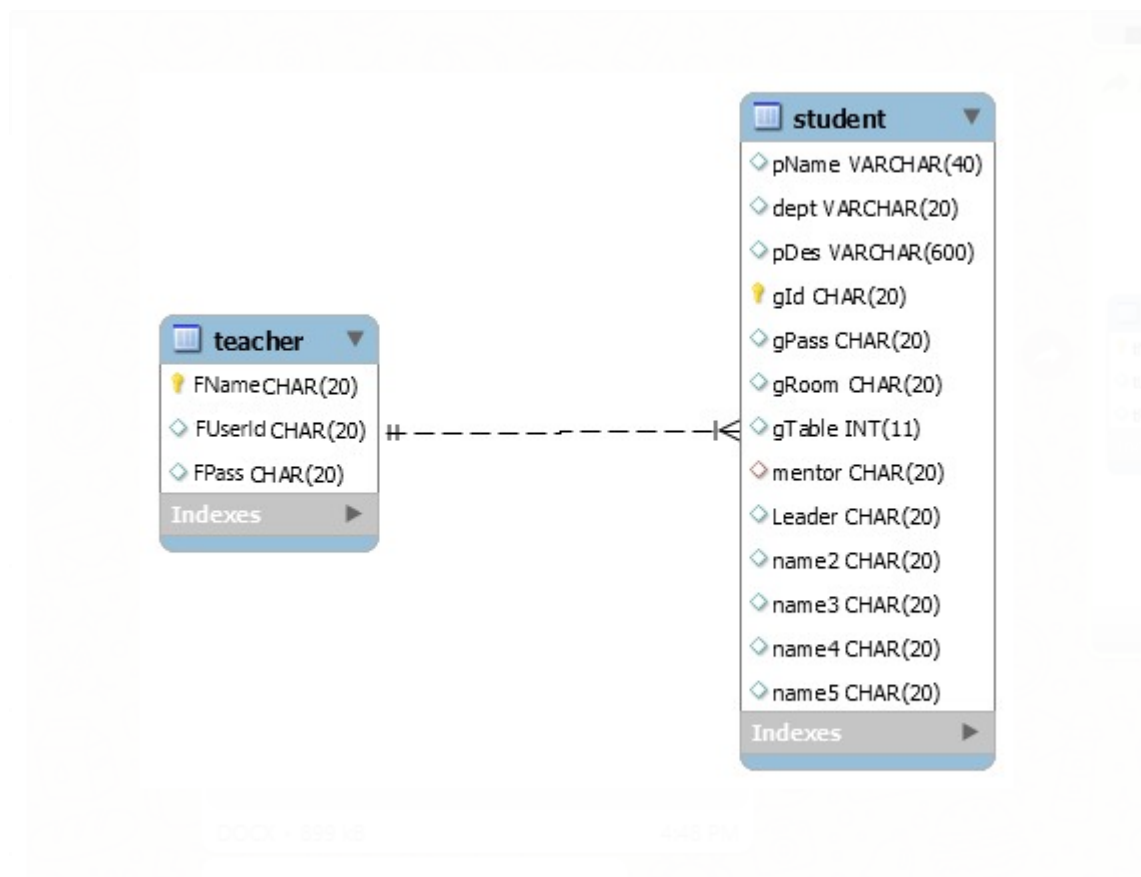 teacher
FName CHAR(20)
FUserId CHAR(20)
FPass CHAR(20)
Indexes
student
pName VARCHAR(40)
dept VARCHAR(20)
pDes VARCHAR(600)
gId CHAR(20)
gPass CHAR(20)
gRoom CHAR(20)
gTable INT(11)
mentor CHAR(20)
Leader CHAR(20)
name2 CHAR(20)
name3 CHAR(20)
name4 CHAR(20)
name5 CHAR(20)
Indexes